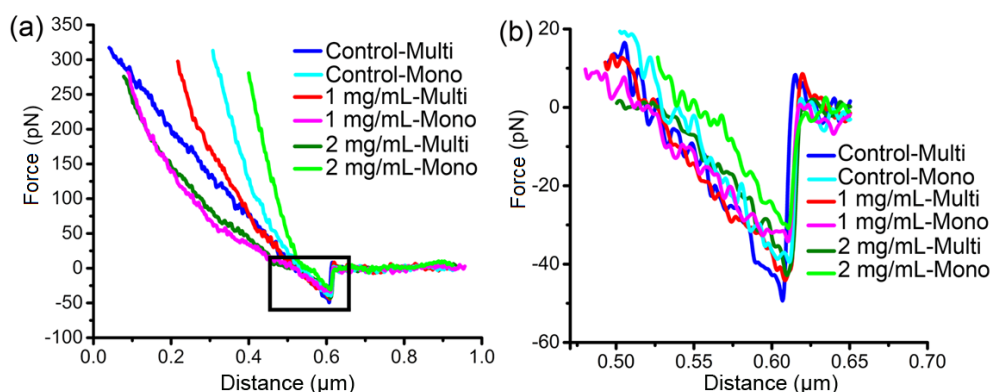 (a)
350
300
250
200
150
100
50
0
-50
-100
Force (pN)
Control-Multi
Control-Mono
1 mg/mL-Multi
1 mg/mL-Mono
2 mg/mL-Multi
2 mg/mL-Mono
0.0 0.2 0.4 0.6 0.8 1.0
Distance (µm)
(b)
20
0
-20
-40
-60
Force (pN)
Control-Multi
Control-Mono
1 mg/mL-Multi
1 mg/mL-Mono
2 mg/mL-Multi
2 mg/mL-Mono
0.50 0.55 0.60 0.65 0.70
Distance (µm)